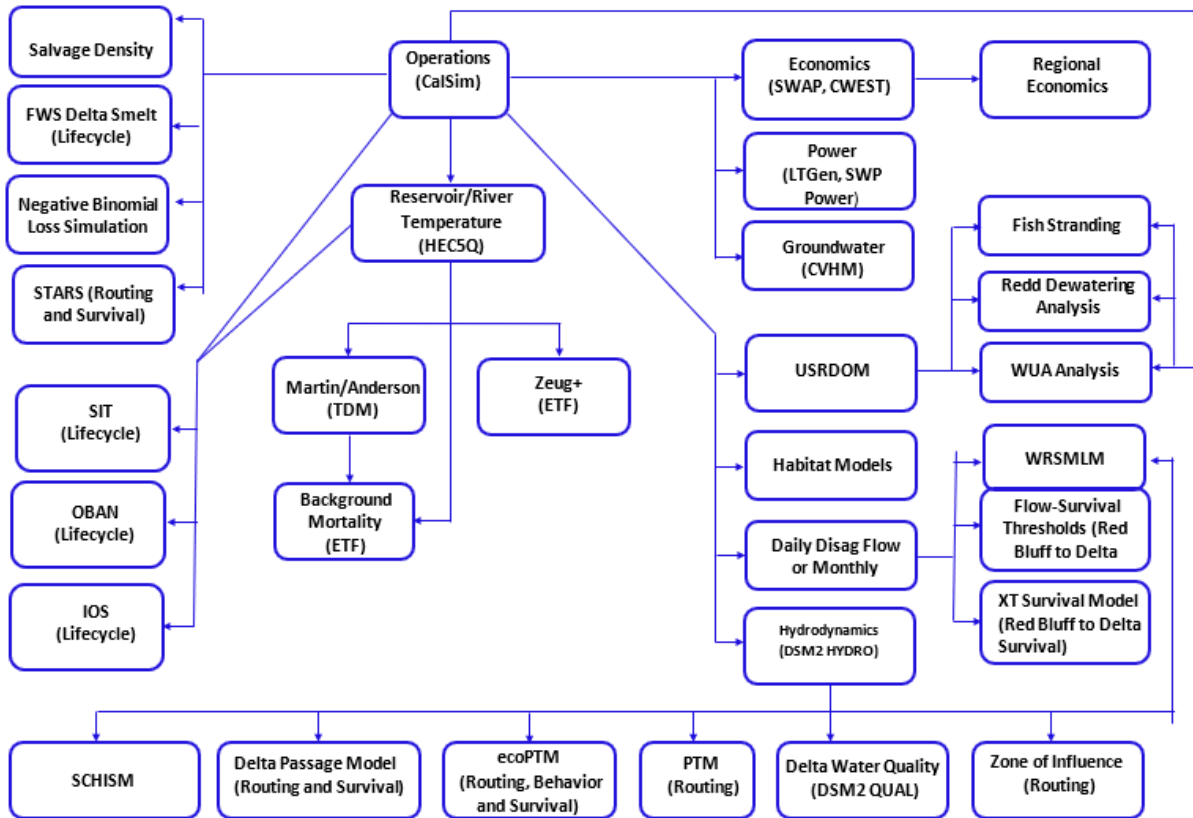 Salvage Density
FWS Delta Smelt
(Lifecycle)
Negative Binomial
Loss Simulation
STARS (Routing
and Survival)
SIT
(Lifecycle)
OBAN
(Lifecycle)
IOS
(Lifecycle)
Operations
(CalSim)
Reservoir/River
Temperature
(HEC5Q)
Martin/Anderson
(TDM)
Zeug+
(ETF)
Background
Mortality
(ETF)
Economics
(SWAP, CWEST)
Regional
Economics
Power
(LTGen, SWP
Power)
Groundwater
(CVHM)
USRDOM
Fish Stranding
Redd Dewatering
Analysis
WUA Analysis
Habitat Models
Daily Disag Flow
or Monthly
Hydrodynamics
(DSM2 HYDRO)
WRSMLM
Flow-Survival
Thresholds (Red
Bluff to Delta
XT Survival Model
(Red Bluff to Delta
Survival)
SCHISM
Delta Passage Model
(Routing and Survival)
ecoPTM
(Routing, Behavior
and Survival)
PTM
(Routing)
Delta Water Quality
(DSM2 QUAL)
Zone of Influence
(Routing)